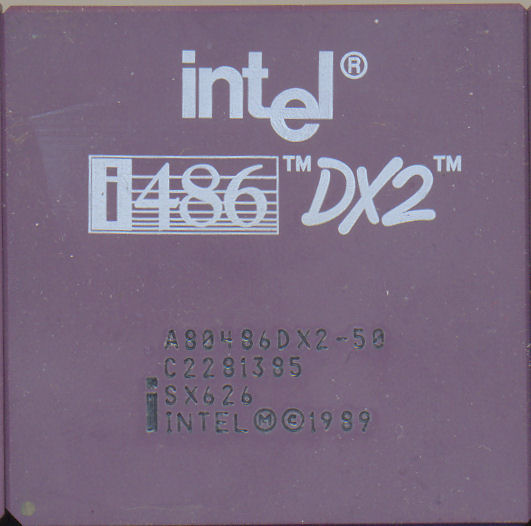 intel®
i486™ DX2™
A80486DX2-50
C2281385
i SX626
INTEL Ⓜ©1989